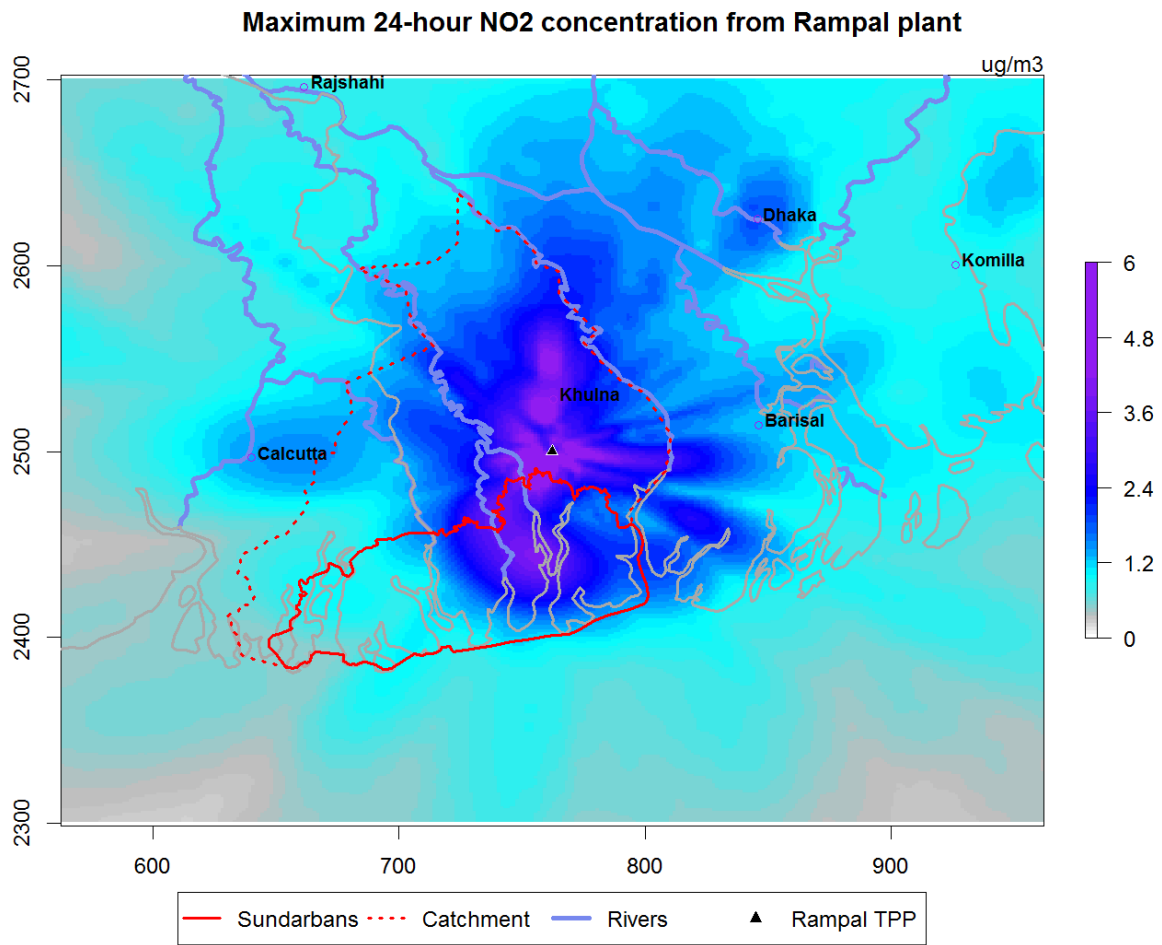 Maximum 24-hour NO2 concentration from Rampal plant
ug/m3
2700
Rajshahi
Dhaka
2600
Komilla
6
4.8
Khulna
3.6
Barisal
2500
Calcutta
2.4
1.2
2400
0
2300
600 700 800 900
Sundarbans Catchment Rivers Rampal TPP